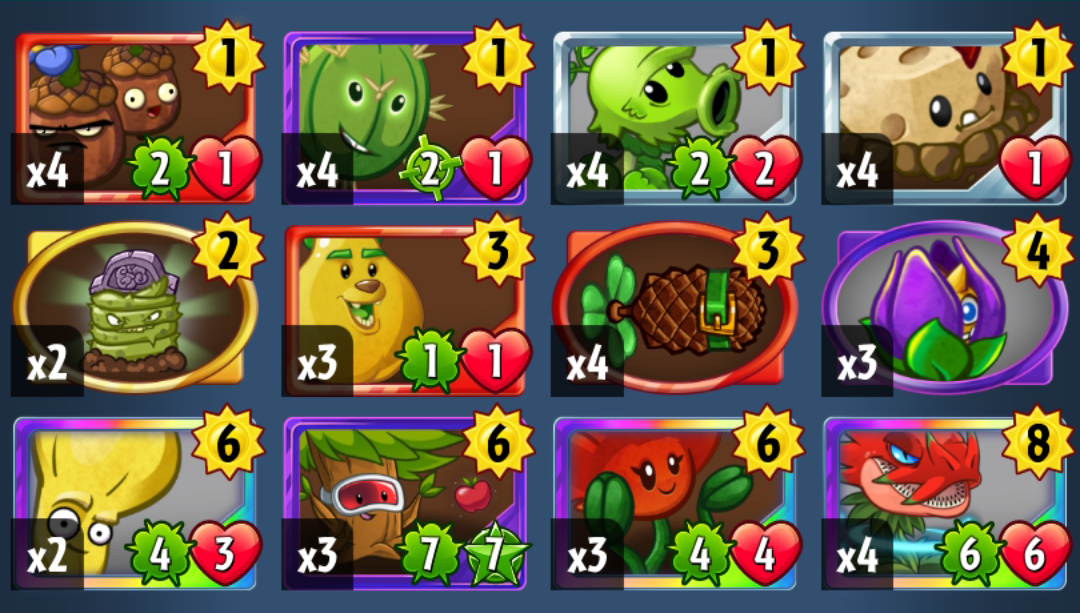 1 1 1 1
x4 2 1 x4 2 1 x4 2 2 x4 1
2 3 3 4
x2 x3 1 1 x4 x3
6 6 6 8
x2 4 3 x3 7 7 x3 4 4 x4 6 6